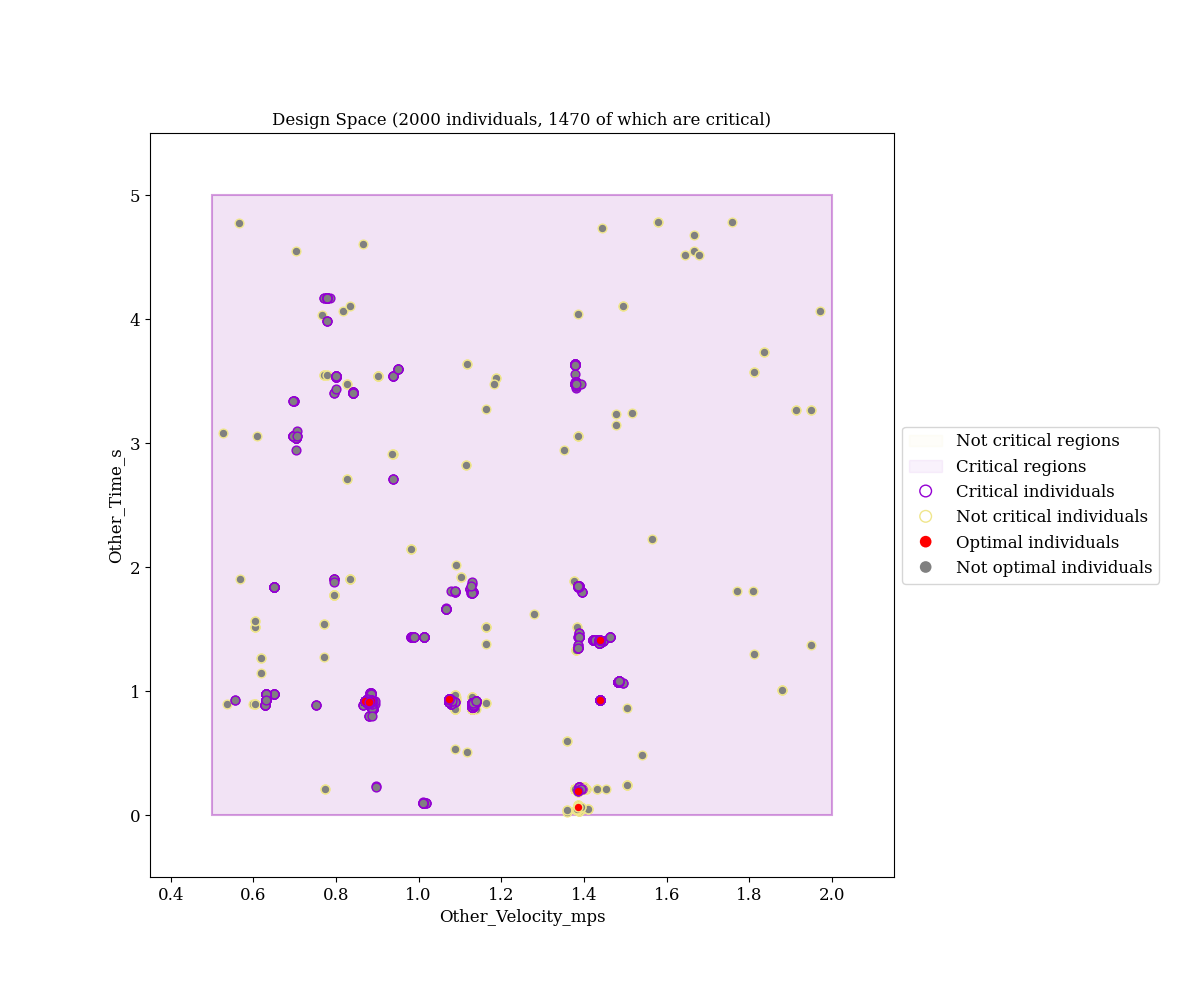 Design Space (2000 individuals, 1470 of which are critical)
5
4
3
2
1
0
Other_Time_s
0.4 0.6 0.8 1.0 1.2 1.4 1.6 1.8 2.0
Other_Velocity_mps
Not critical regions
Critical regions
Critical individuals
Not critical individuals
Optimal individuals
Not optimal individuals